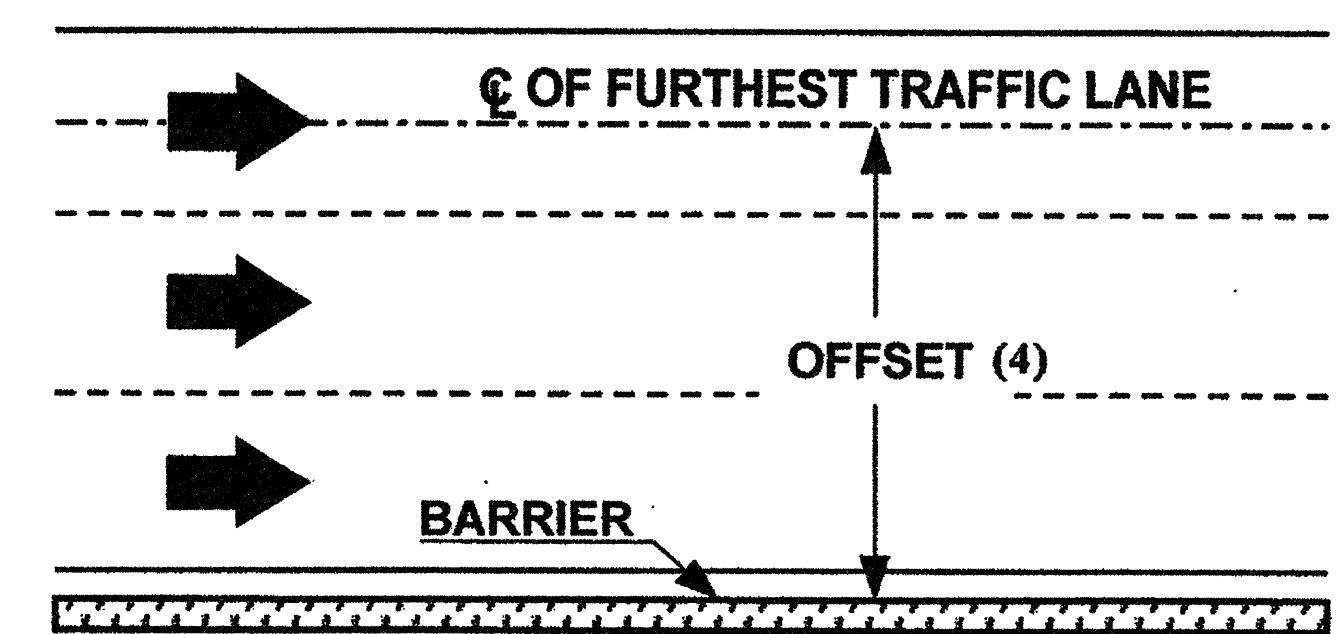 ℄ OF FURTHEST TRAFFIC LANE
OFFSET (4)
BARRIER